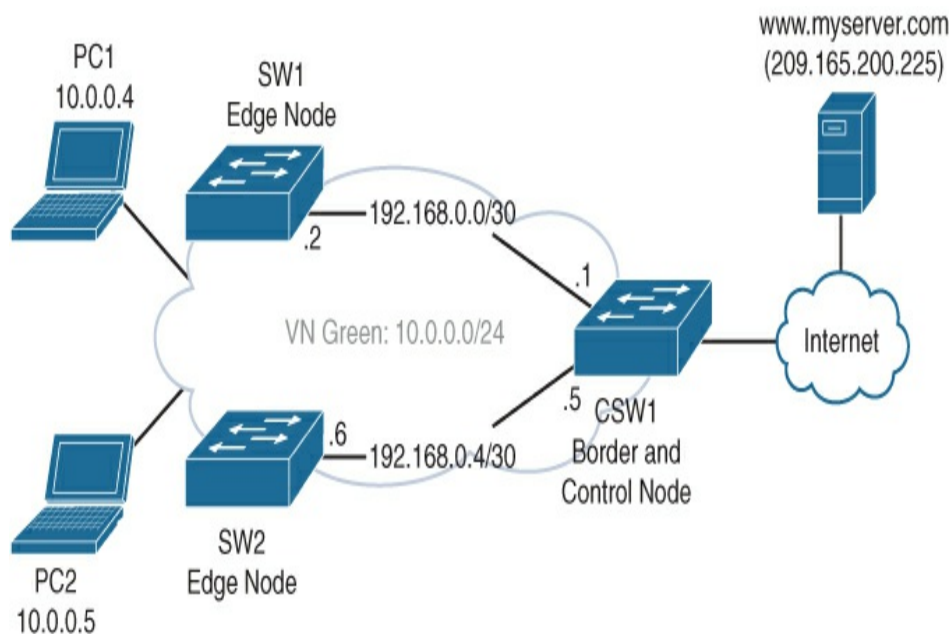 www.myserver.com
(209.165.200.225)
PC1
10.0.0.4
SW1
Edge Node
192.168.0.0/30
.2
.1
VN Green: 10.0.0.0/24
Internet
.5
CSW1
Border and
Control Node
.6
192.168.0.4/30
SW2
Edge Node
PC2
10.0.0.5